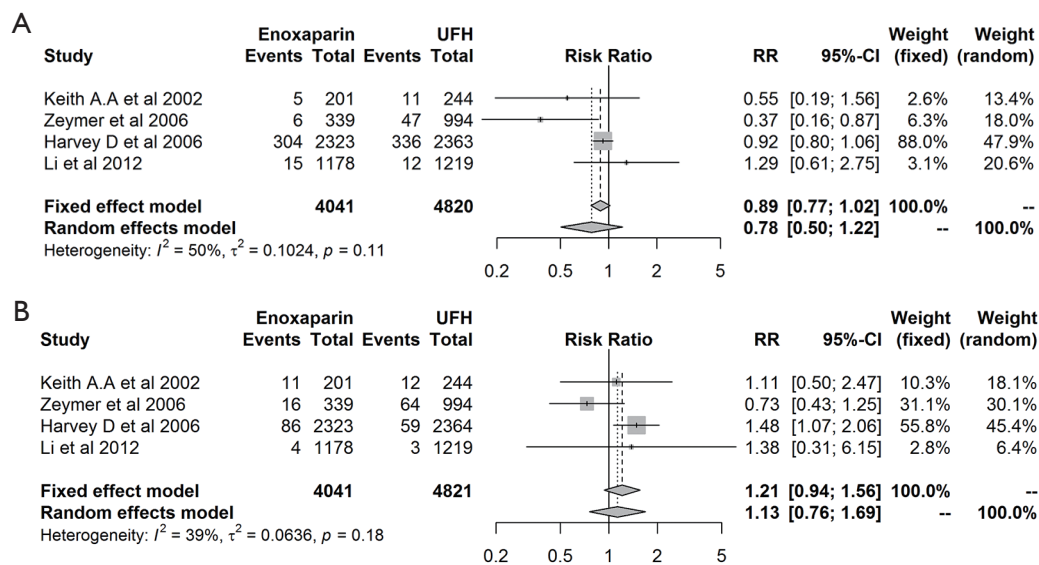 A
Enoxaparin UFH Weight Weight
Study Events Total Events Total Risk Ratio RR 95%-CI (fixed) (random)
Keith A.A et al 2002 5 201 11 244 0.55 [0.19; 1.56] 2.6% 13.4%
Zeymer et al 2006 6 339 47 994 0.37 [0.16; 0.87] 6.3% 18.0%
Harvey D et al 2006 304 2323 336 2363 0.92 [0.80; 1.06] 88.0% 47.9%
Li et al 2012 15 1178 12 1219 1.29 [0.61; 2.75] 3.1% 20.6%
Fixed effect model 4041 4820 0.89 [0.77; 1.02] 100.0% --
Random effects model 0.78 [0.50; 1.22] -- 100.0%
Heterogeneity: I² = 50%, τ² = 0.1024, p = 0.11
0.2 0.5 1 2 5
B
Enoxaparin UFH Weight Weight
Study Events Total Events Total Risk Ratio RR 95%-CI (fixed) (random)
Keith A.A et al 2002 11 201 12 244 1.11 [0.50; 2.47] 10.3% 18.1%
Zeymer et al 2006 16 339 64 994 0.73 [0.43; 1.25] 31.1% 30.1%
Harvey D et al 2006 86 2323 59 2364 1.48 [1.07; 2.06] 55.8% 45.4%
Li et al 2012 4 1178 3 1219 1.38 [0.31; 6.15] 2.8% 6.4%
Fixed effect model 4041 4821 1.21 [0.94; 1.56] 100.0% --
Random effects model 1.13 [0.76; 1.69] -- 100.0%
Heterogeneity: I² = 39%, τ² = 0.0636, p = 0.18
0.2 0.5 1 2 5